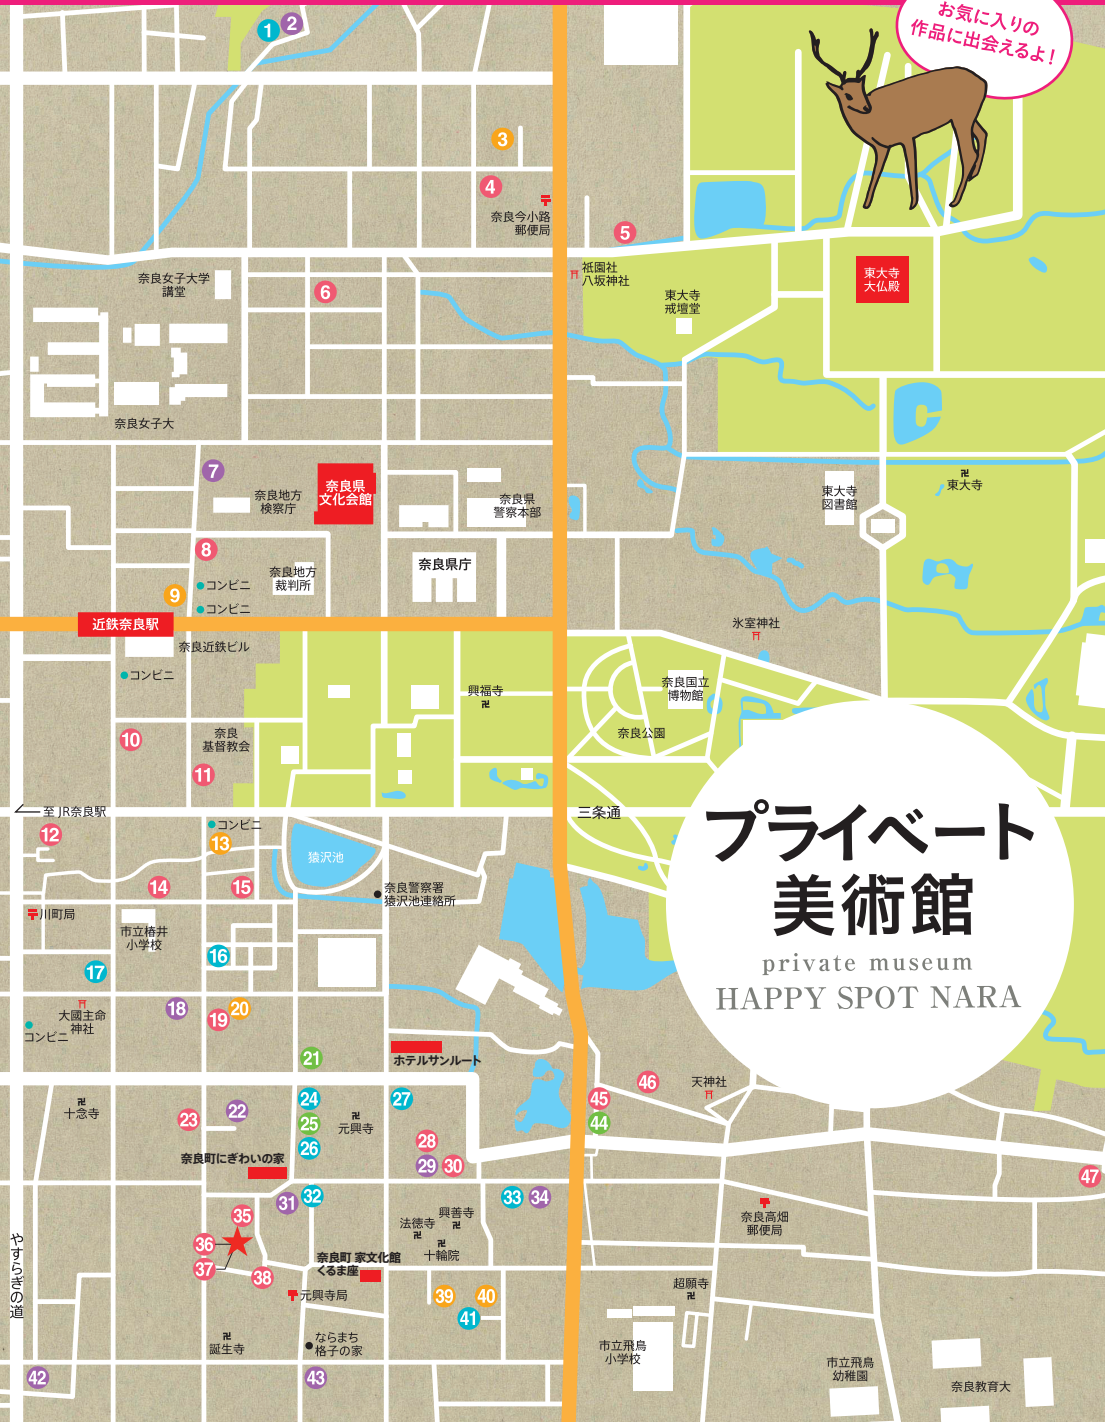 お気に入りの
作品に出会えるよ！
1
2
3
4
奈良今小路
郵便局
5
祇園社
八坂神社
東大寺
戒壇堂
東大寺
大仏殿
奈良女子大学
講堂
6
奈良女子大
7
奈良地方
検察庁
奈良県
文化会館
奈良県
警察本部
東大寺
図書館
東大寺
8
9
コンビニ
コンビニ
奈良地方
裁判所
奈良県庁
近鉄奈良駅
奈良近鉄ビル
コンビニ
氷室神社
興福寺
奈良国立
博物館
奈良公園
10
奈良
基督教会
11
至 JR奈良駅
三条通
12
コンビニ
13
猿沢池
14
15
奈良警察署
猿沢池連絡所
川町局
市立椿井
小学校
16
17
大國主命
神社
コンビニ
18
19
20
プライベート
美術館
private museum
HAPPY SPOT NARA
21
ホテルサンルート
十念寺
22
23
24
25
26
元興寺
27
28
29
30
45
44
46
天神社
47
奈良町にぎわいの家
31
32
33
34
35
36
37
38
法徳寺
興善寺
十輪院
奈良町 家文化館
くるま座
元興寺局
39
40
41
奈良高畑
郵便局
超願寺
やすらぎの道
誕生寺
ならまち
格子の家
42
43
市立飛鳥
小学校
市立飛鳥
幼稚園
奈良教育大